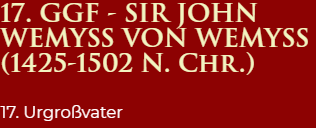 17. GGF - SIR JOHN
WEMYSS VON WEMYSS
(1425-1502 N. CHR.)
17. Urgroßvater